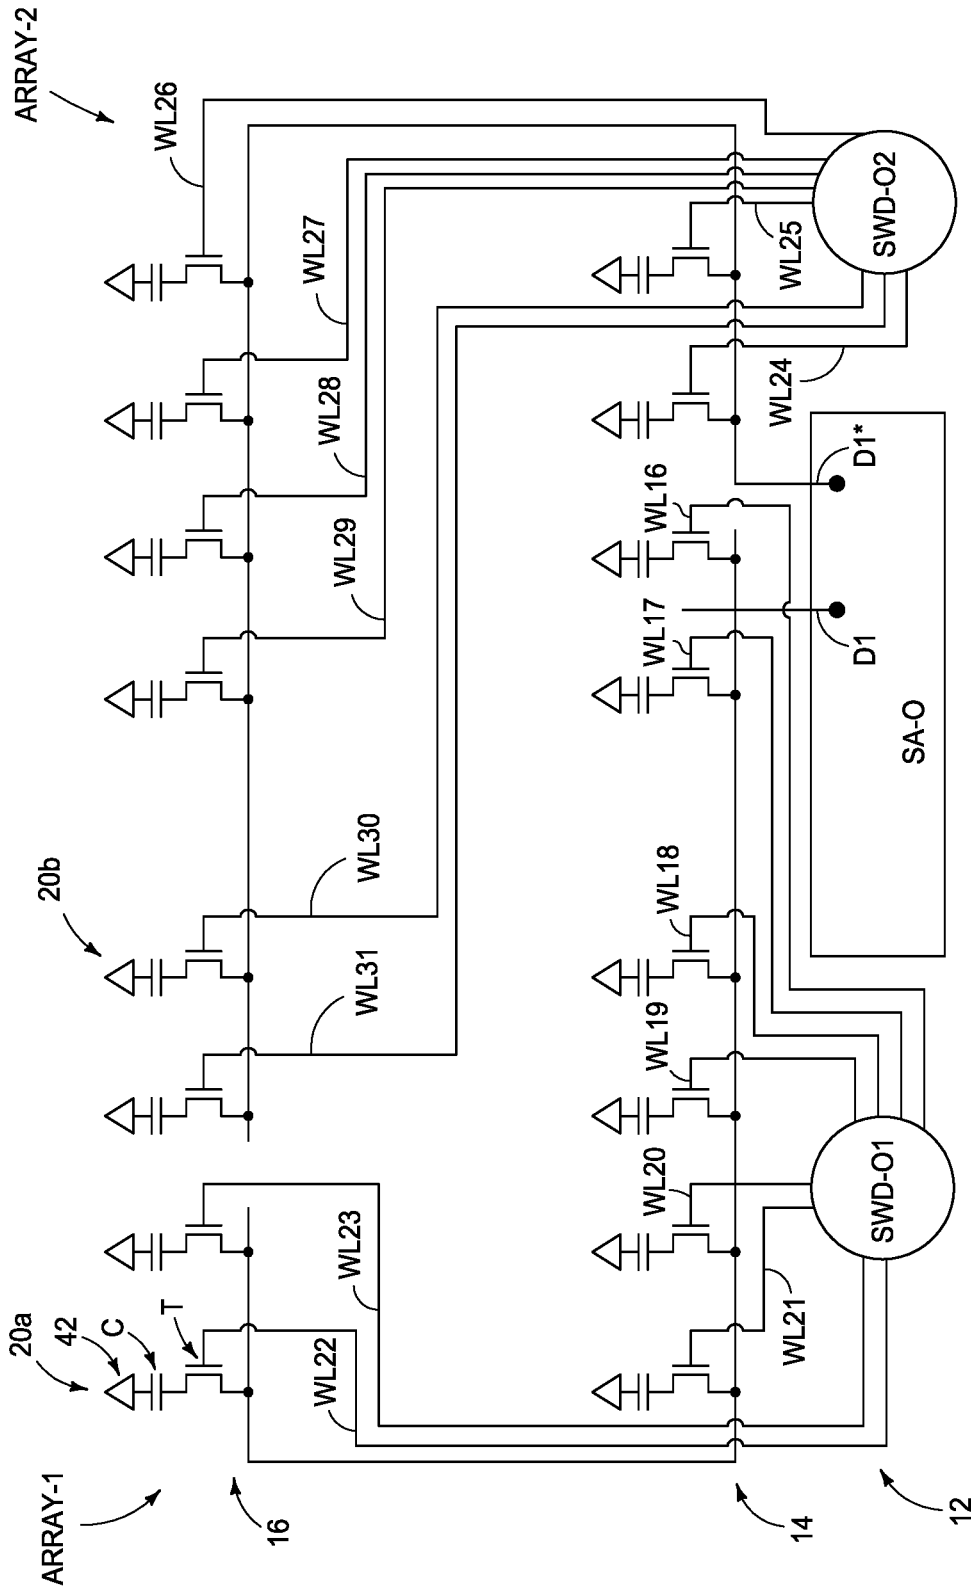 ARRAY-1
ARRAY-2
20a
42
C
T
20b
WL26
WL27
WL28
WL29
WL30
WL31
WL23
WL22
16
WL21
WL20
WL19
WL18
WL17
WL16
WL24
WL25
14
SWD-O1
SA-O
D1
D1*
SWD-O2
12